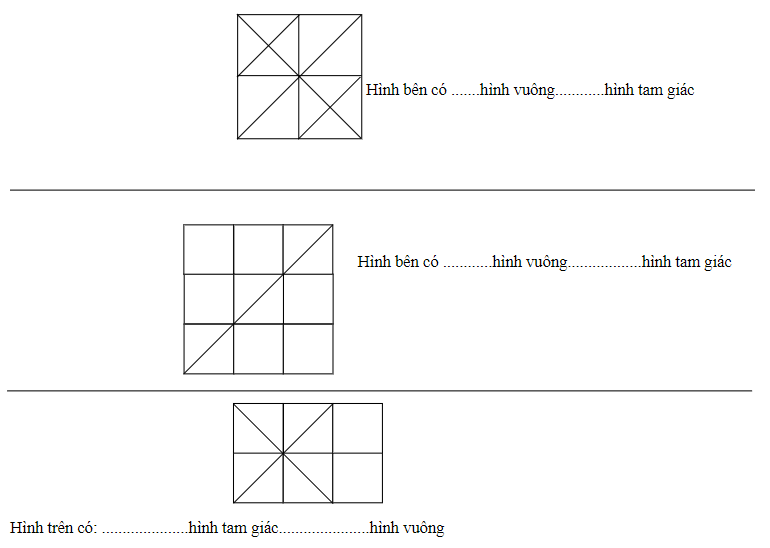 Hình bên có .......hình vuông............hình tam giác
Hình bên có ............hình vuông..................hình tam giác
Hình trên có: .....................hình tam giác......................hình vuông